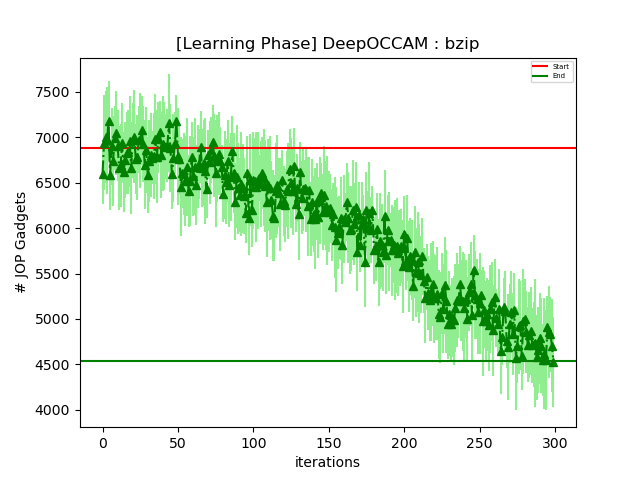 [Learning Phase] DeepOCCAM : bzip
Start
End
7500
7000
6500
6000
5500
5000
4500
4000
# JOP Gadgets
0 50 100 150 200 250 300
iterations